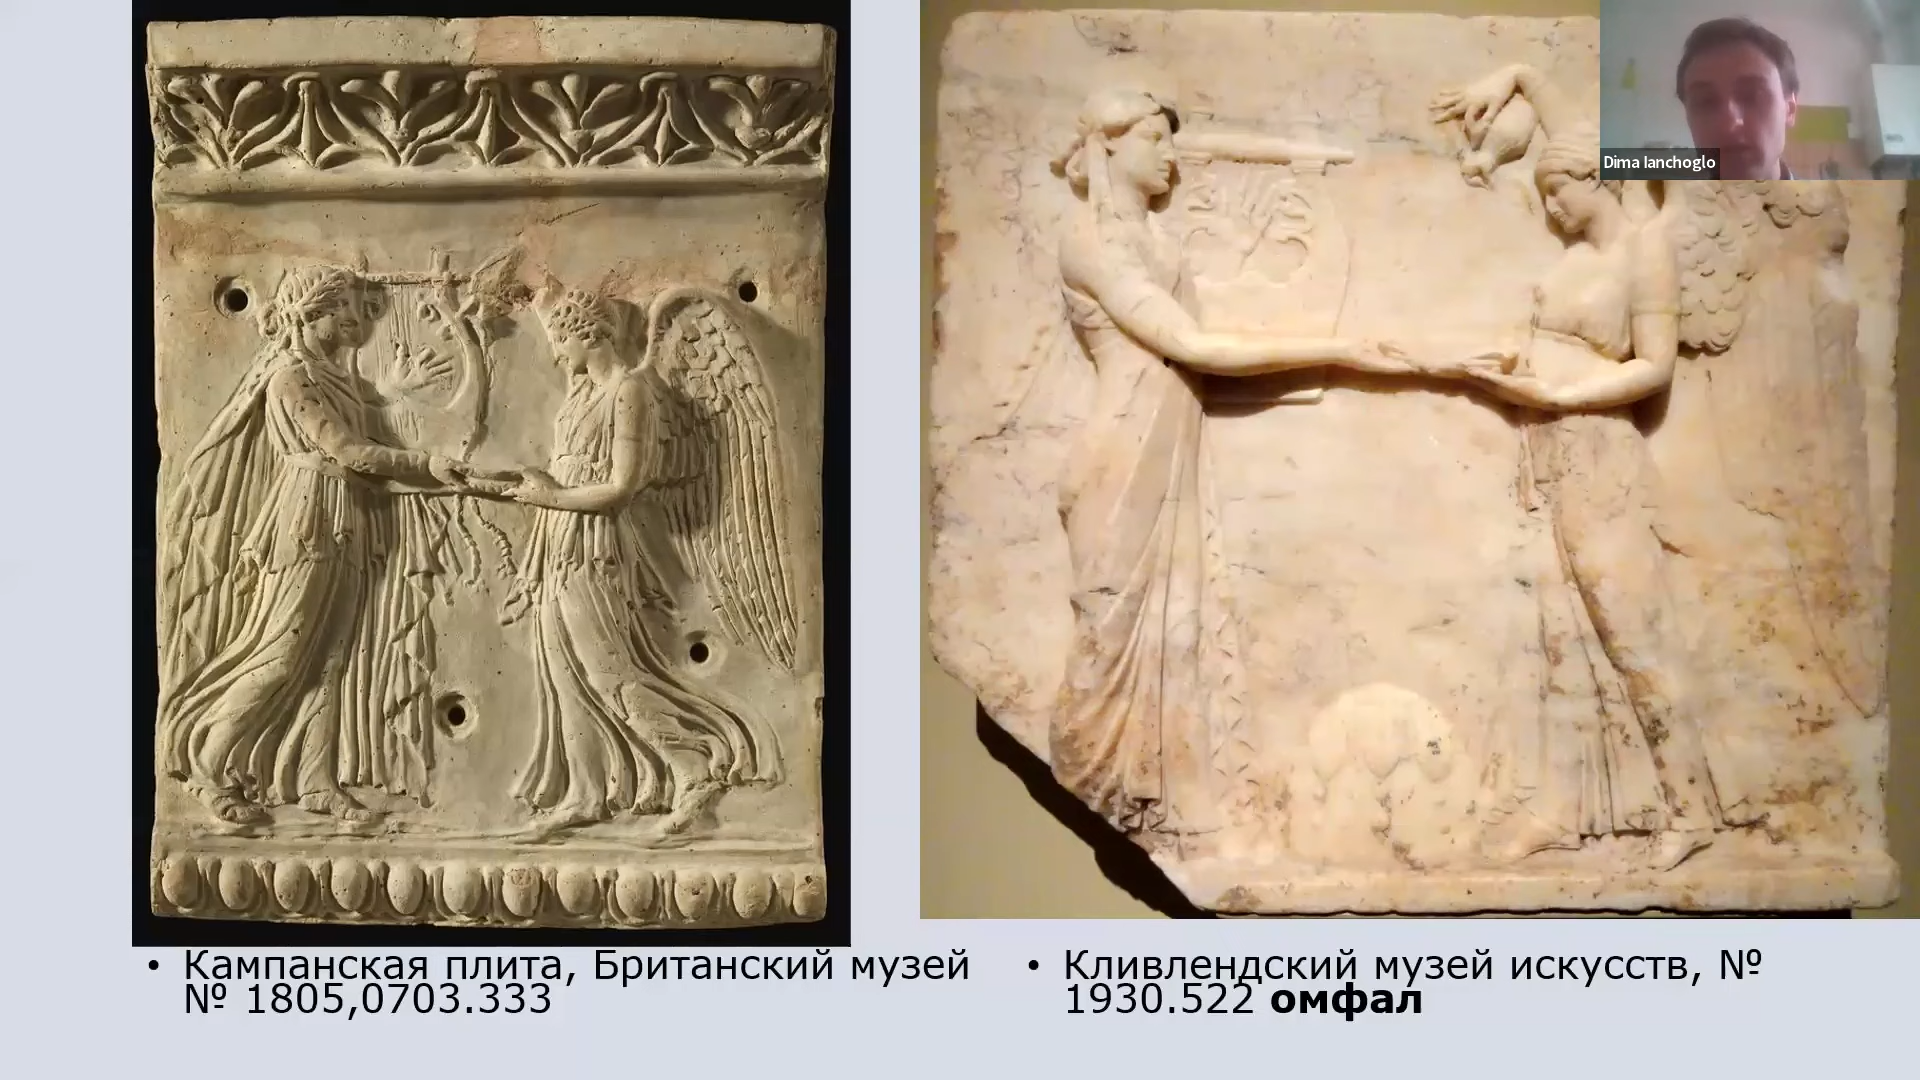 Dima Ianchoglo
• Кампанская плита, Британский музей
№ 1805,0703.333
• Кливлендский музей искусств, №
1930.522 омфал